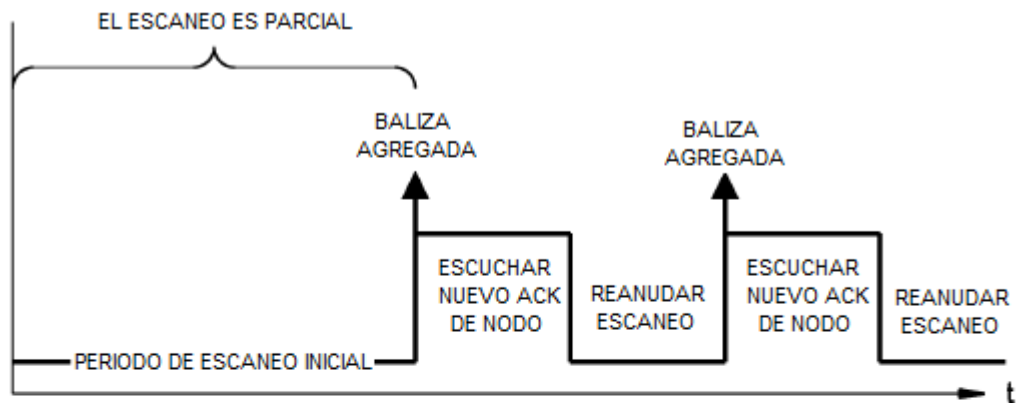 EL ESCANEO ES PARCIAL
BALIZA
AGREGADA
BALIZA
AGREGADA
ESCUCHAR
NUEVO ACK
DE NODO
REANUDAR
ESCANEO
ESCUCHAR
NUEVO ACK
DE NODO
REANUDAR
ESCANEO
PERIODO DE ESCANEO INICIAL
t